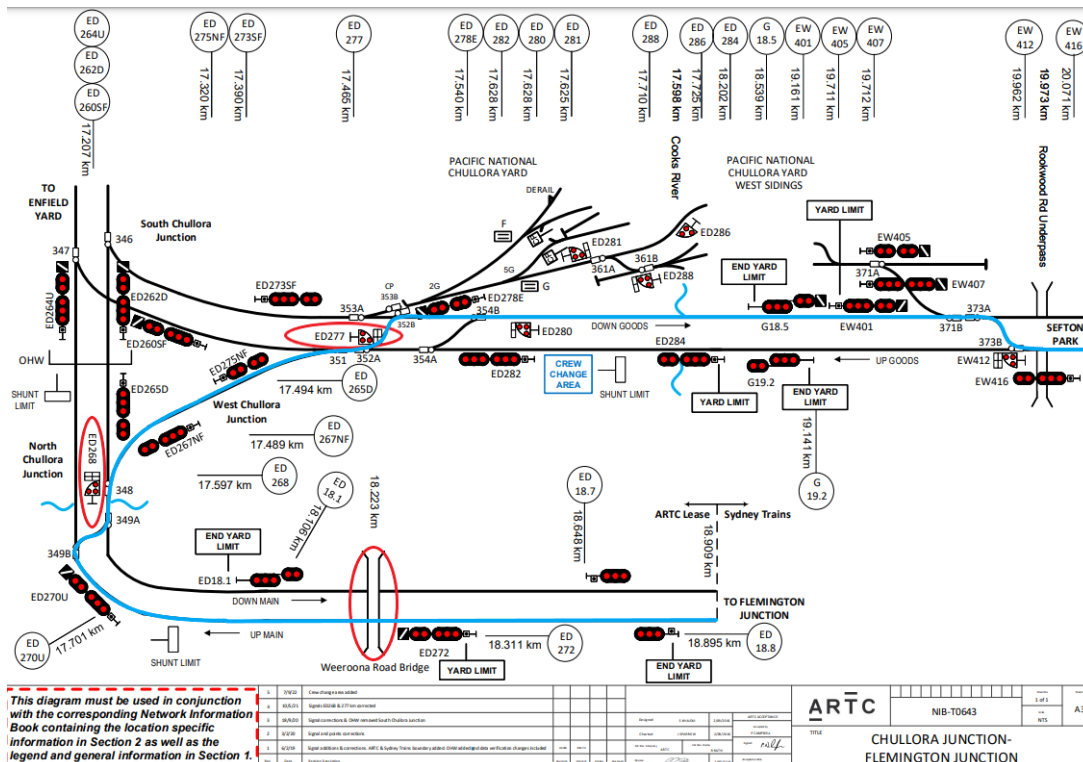 ED
264U
ED
262D
ED
260SF
17.207 km
ED
275NF
17.320 km
ED
273SF
17.390 km
ED
277
17.465 km
ED
278E
17.540 km
ED
282
17.628 km
ED
280
17.628 km
ED
281
17.625 km
ED
288
17.710 km
17.598 km
Cooks River
ED
286
17.725 km
ED
284
18.202 km
G
18.5
18.539 km
EW
401
19.161 km
EW
405
19.711 km
EW
407
19.712 km
EW
412
19.962 km
19.973 km
Rookwood Rd Underpass
EW
416
20.071 km
TO
ENFIELD
YARD
347
346
South Chullora
Junction
PACIFIC NATIONAL
CHULLORA YARD
DERAIL
F
PACIFIC NATIONAL
CHULLORA YARD
WEST SIDINGS
YARD LIMIT
ED281
361A
361B
ED286
ED288
EW405
371A
EW407
END YARD
LIMIT
ED264U
ED262D
ED260SF
ED273SF
353A
CP
353B
352B
2G
5G
G
ED278E
354B
ED277
351
352A
354A
ED280
ED282
DOWN GOODS
G18.5
EW401
371B
373A
373B
SEFTON
PARK
OHW
SHUNT
LIMIT
ED265D
ED275NF
17.494 km
ED
265D
CREW
CHANGE
AREA
SHUNT LIMIT
ED284
YARD LIMIT
G19.2
UP GOODS
END YARD
LIMIT
EW412
EW416
West Chullora
Junction
ED267NF
17.489 km
ED
267NF
19.141 km
G
19.2
North
Chullora
Junction
ED268
348
349A
349B
17.597 km
ED
268
ED
18.1
18.106 km
18.223 km
ED
18.7
18.648 km
ARTC Lease
Sydney Trains
18.909 km
END YARD
LIMIT
ED18.1
DOWN MAIN
ED270U
ED
270U
17.701 km
UP MAIN
SHUNT LIMIT
TO FLEMINGTON
JUNCTION
ED272
18.311 km
ED
272
YARD LIMIT
Weeroona Road Bridge
18.895 km
ED
18.8
END YARD
LIMIT
This diagram must be used in conjunction
with the corresponding Network Information
Book containing the location specific
information in Section 2 as well as the
legend and general information in Section 1.
5 7/9/22 Crew change area added
ARTC
NIB-T0643
1 of 1
NTS
A3
TITLE
CHULLORA JUNCTION-
FLEMINGTON JUNCTION